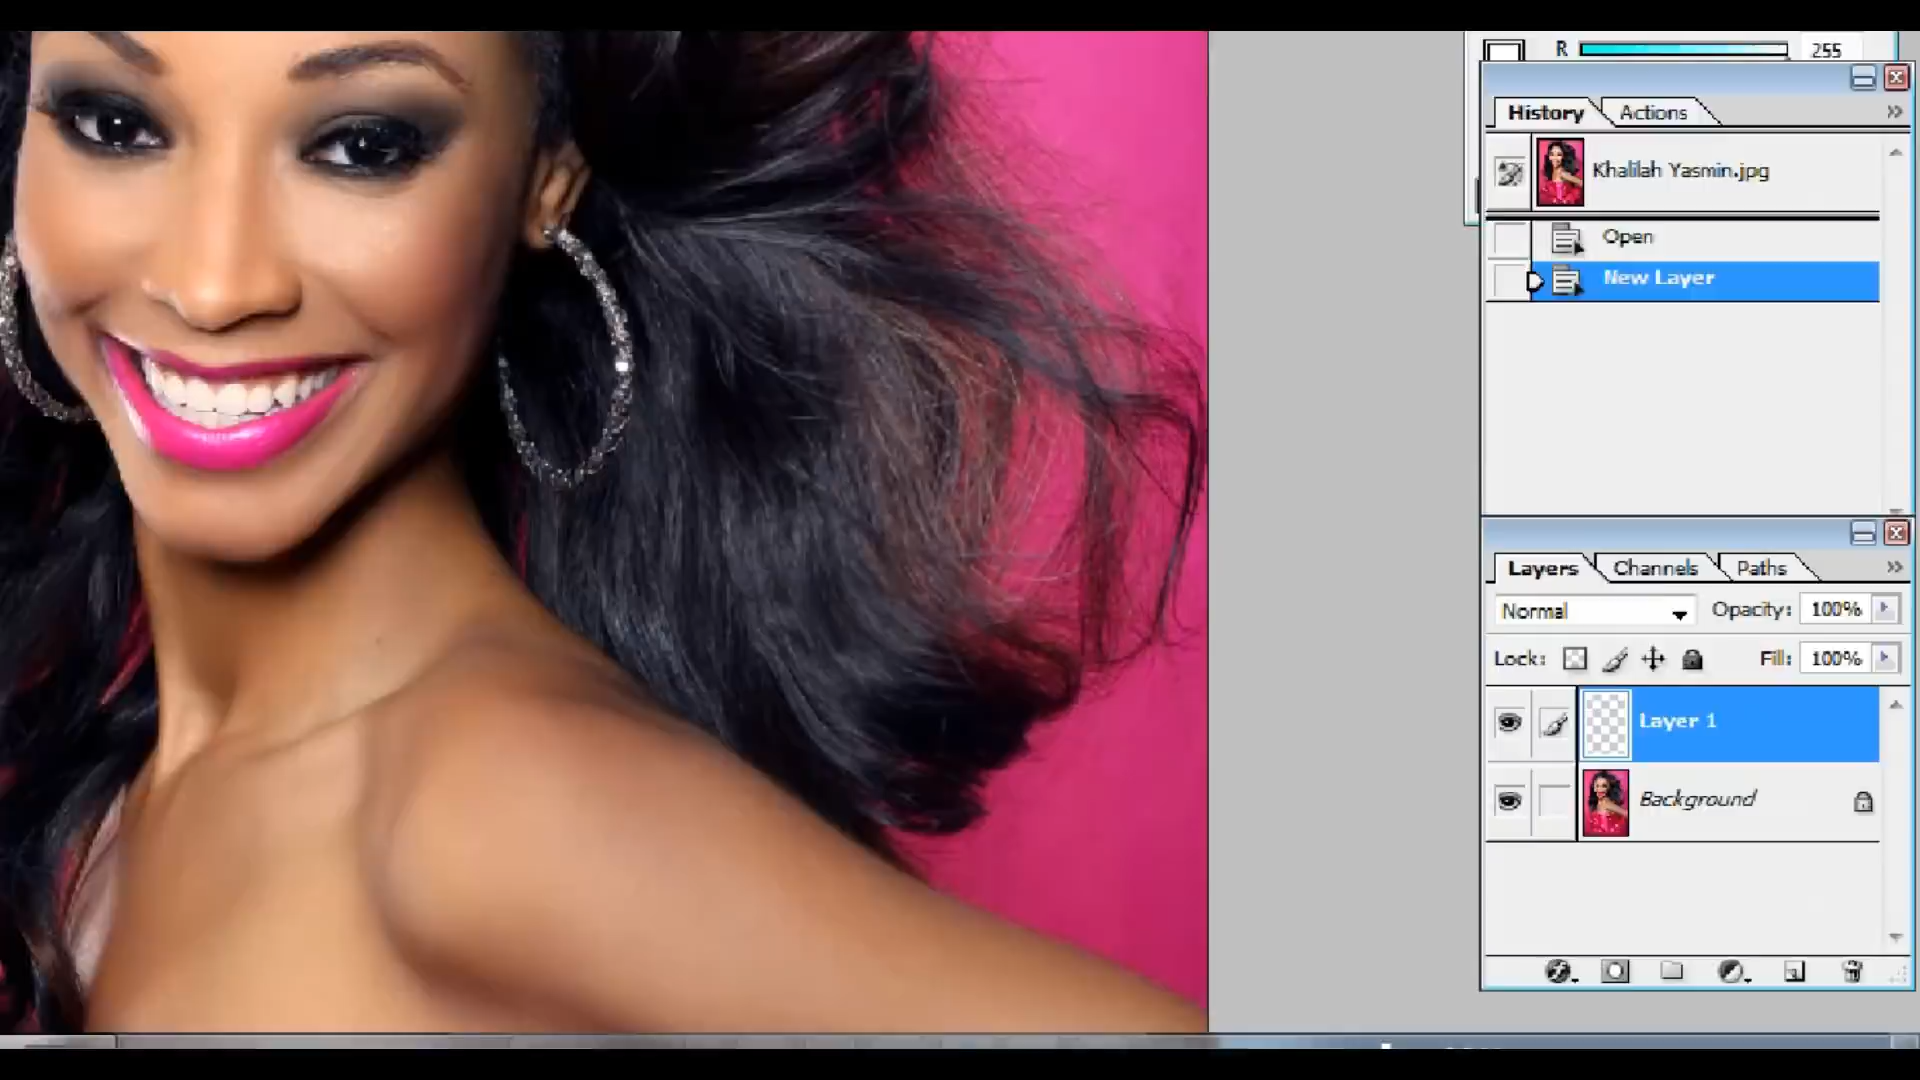 R 255
History Actions
Khalilah Yasmin.jpg
Open
New Layer
Layers Channels Paths
Normal Opacity: 100%
Lock: Fill: 100%
Layer 1
Background